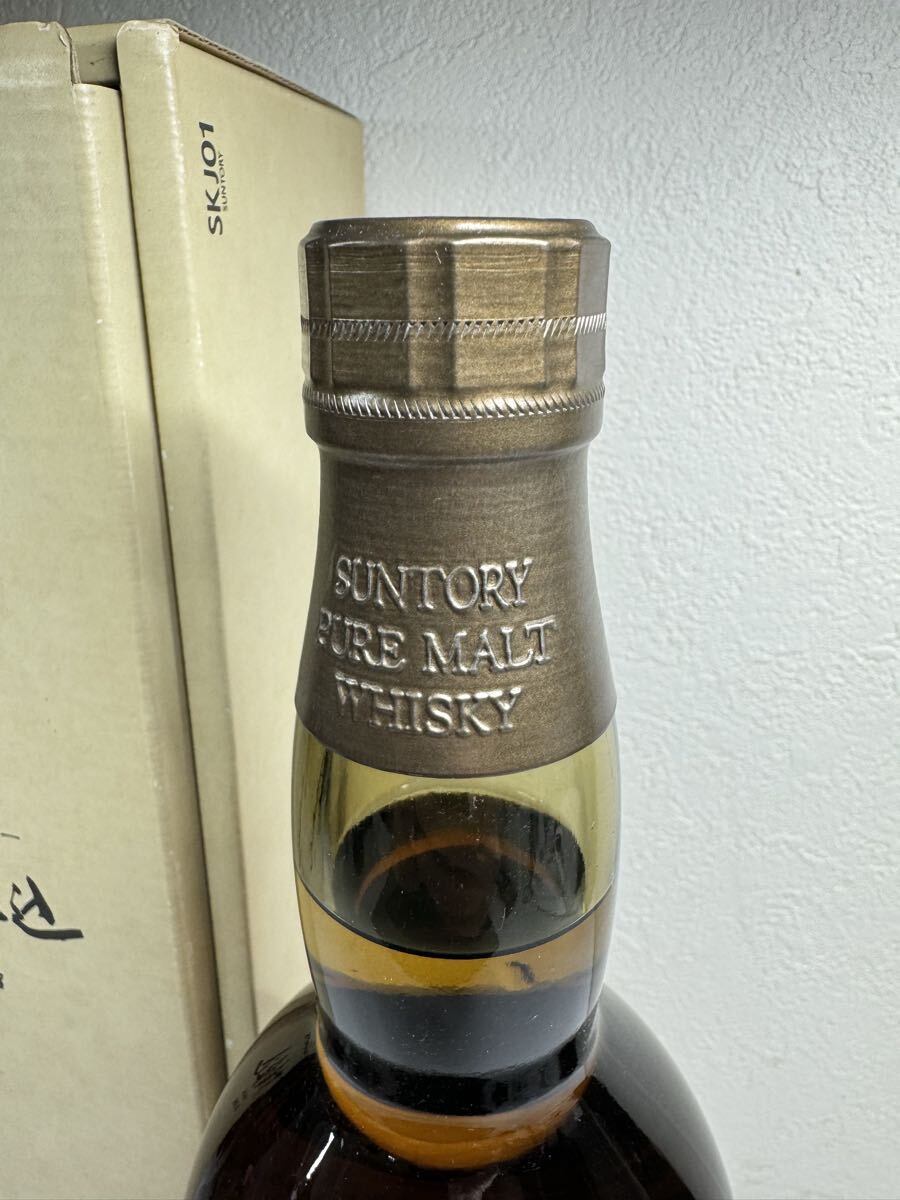 SKJ01
SUNTORY
SUNTORY
PURE MALT
WHISKY